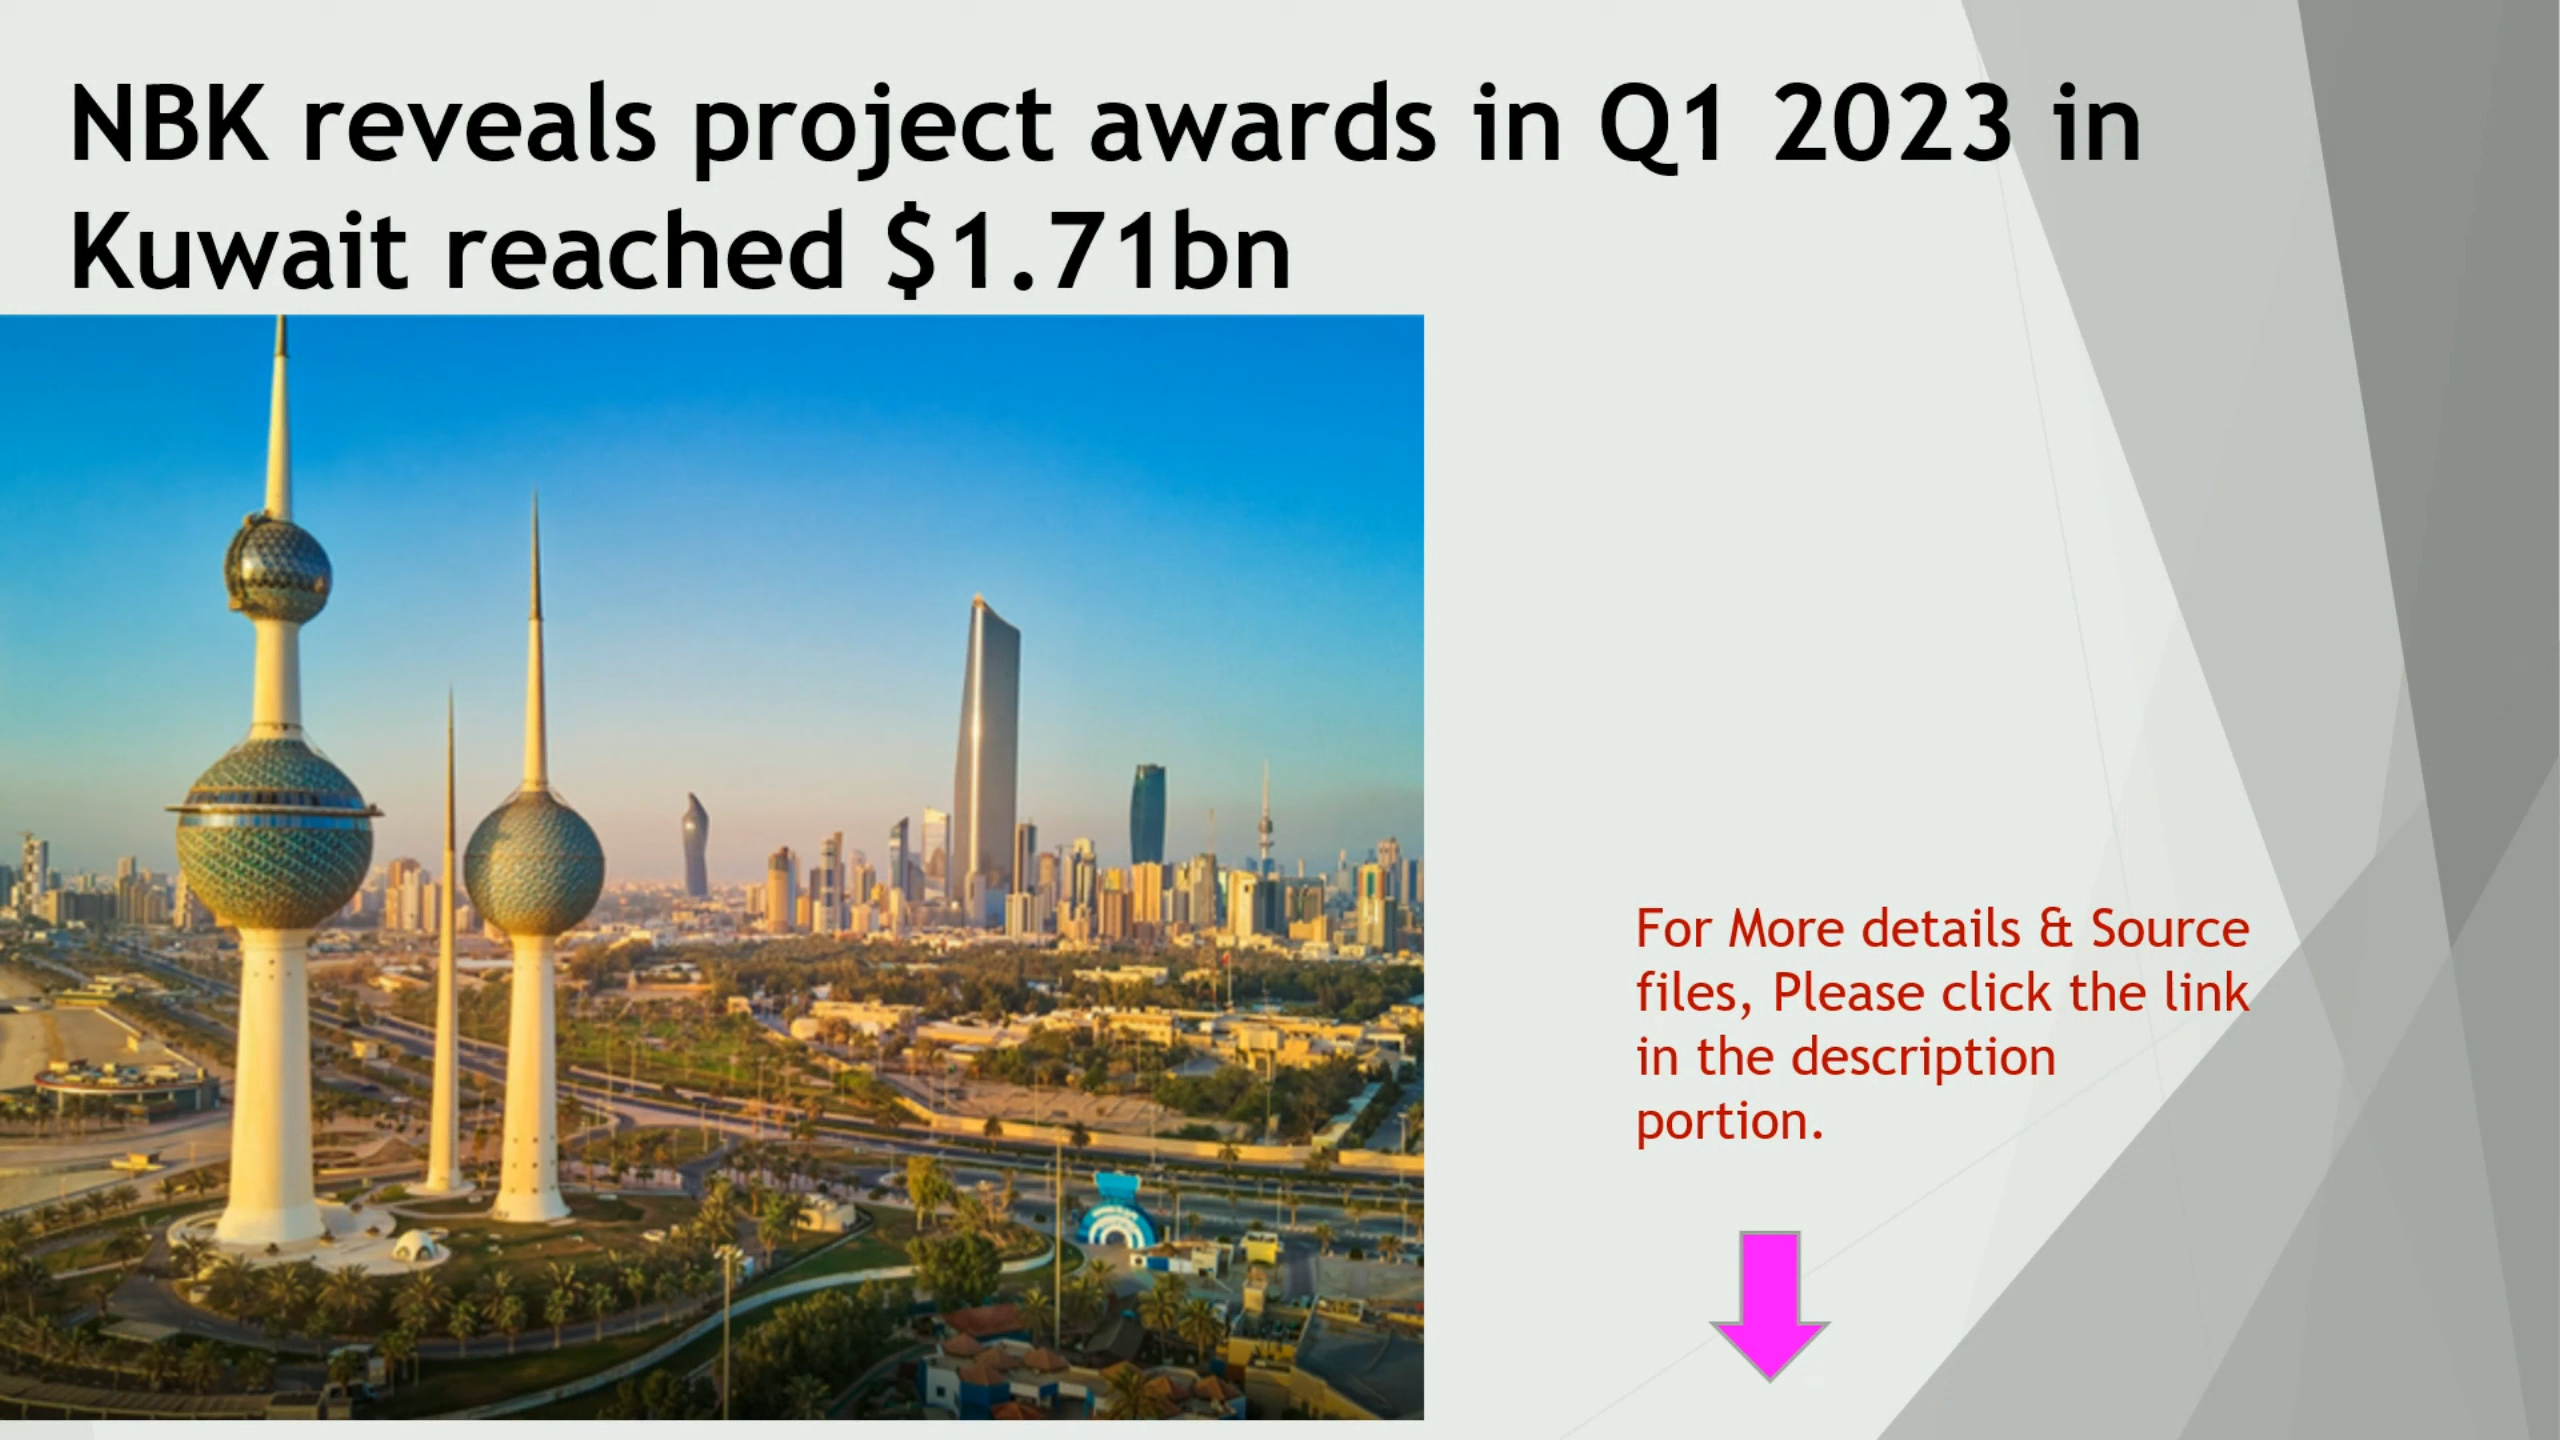 NBK reveals project awards in Q1 2023 in
Kuwait reached $1.71bn
For More details & Source
files, Please click the link
in the description
portion.